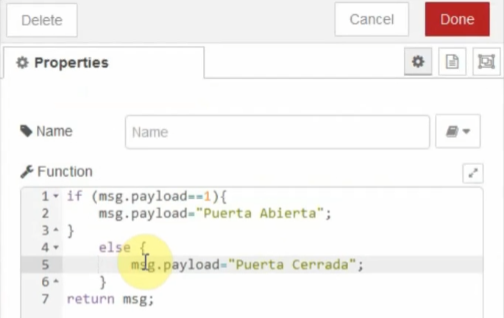 Delete Cancel Done
Properties
Name Name
Function
1 if (msg.payload==1){
2 msg.payload="Puerta Abierta";
3 }
4 else {
5 msg.payload="Puerta Cerrada";
6 }
7 return msg;